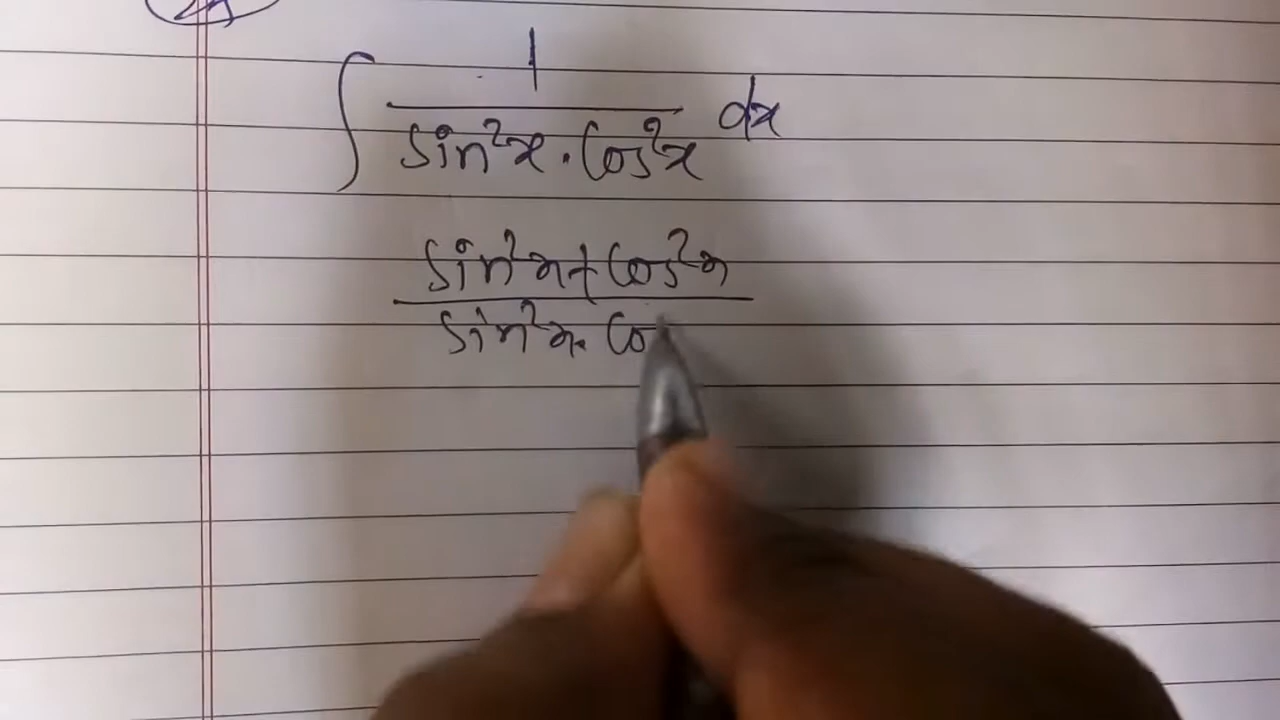 ∫ 1 / sin²x · cos²x dx
sin²x + cos²x
sin²x · co